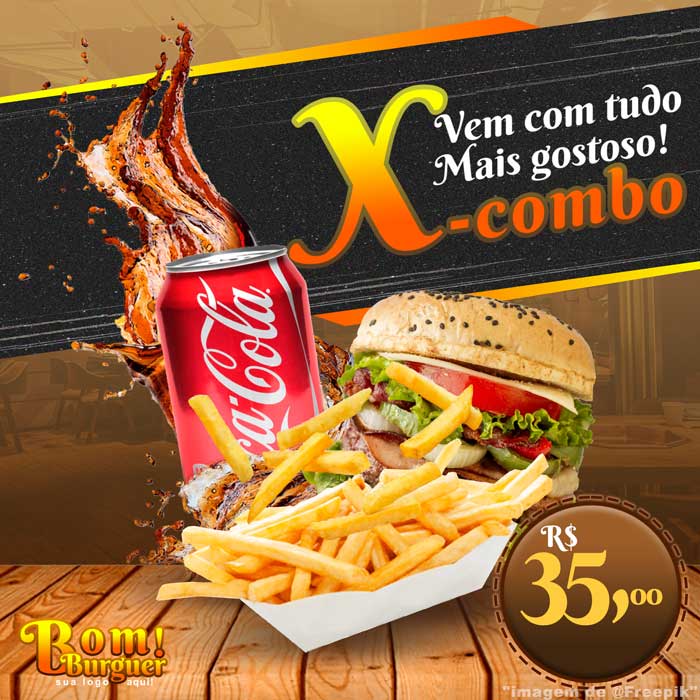 Vem com tudo
Mais gostoso!
X-combo
Coca-Cola
R$
35,00
Bom!
Burguer
sua logo aqui!
"imagem de @Freepik"